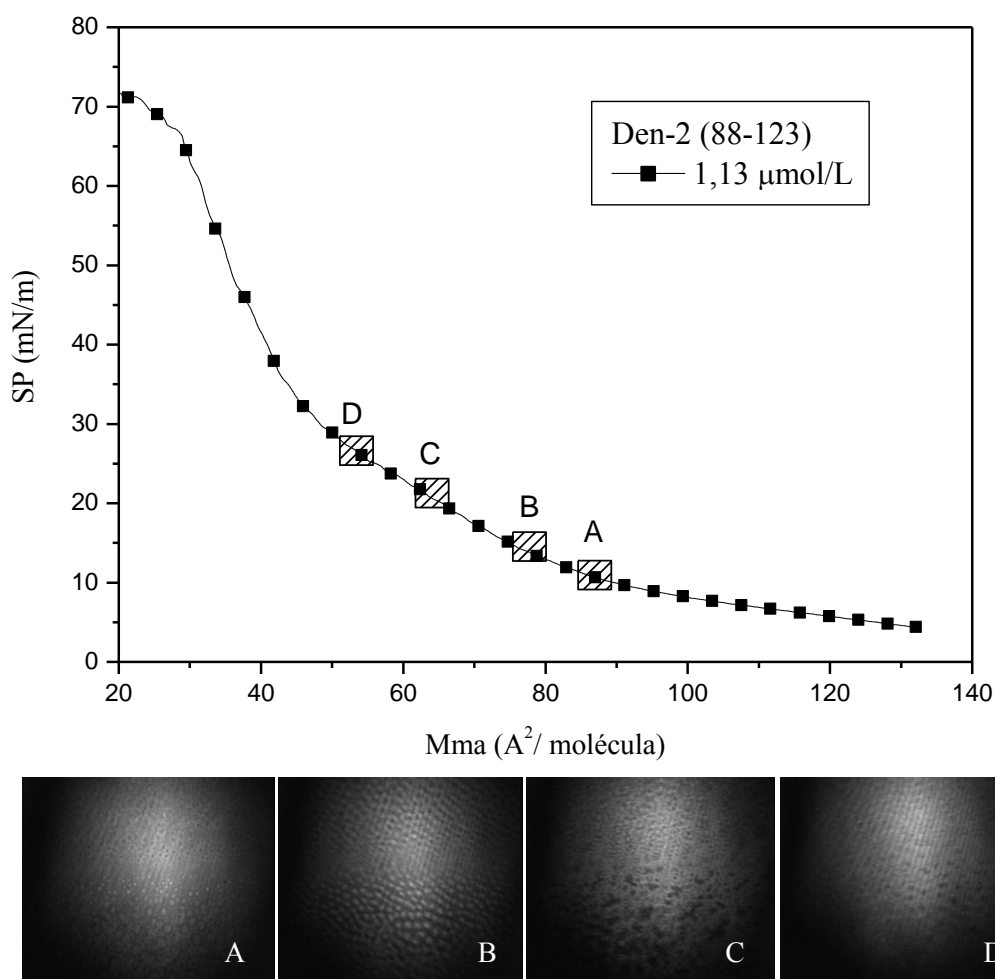 80
70
60
50
40
30
20
10
0
SP (mN/m)
Den-2 (88-123)
1,13 μmol/L
D
C
B
A
20 40 60 80 100 120 140
Mma (A²/ molécula)
A B C D